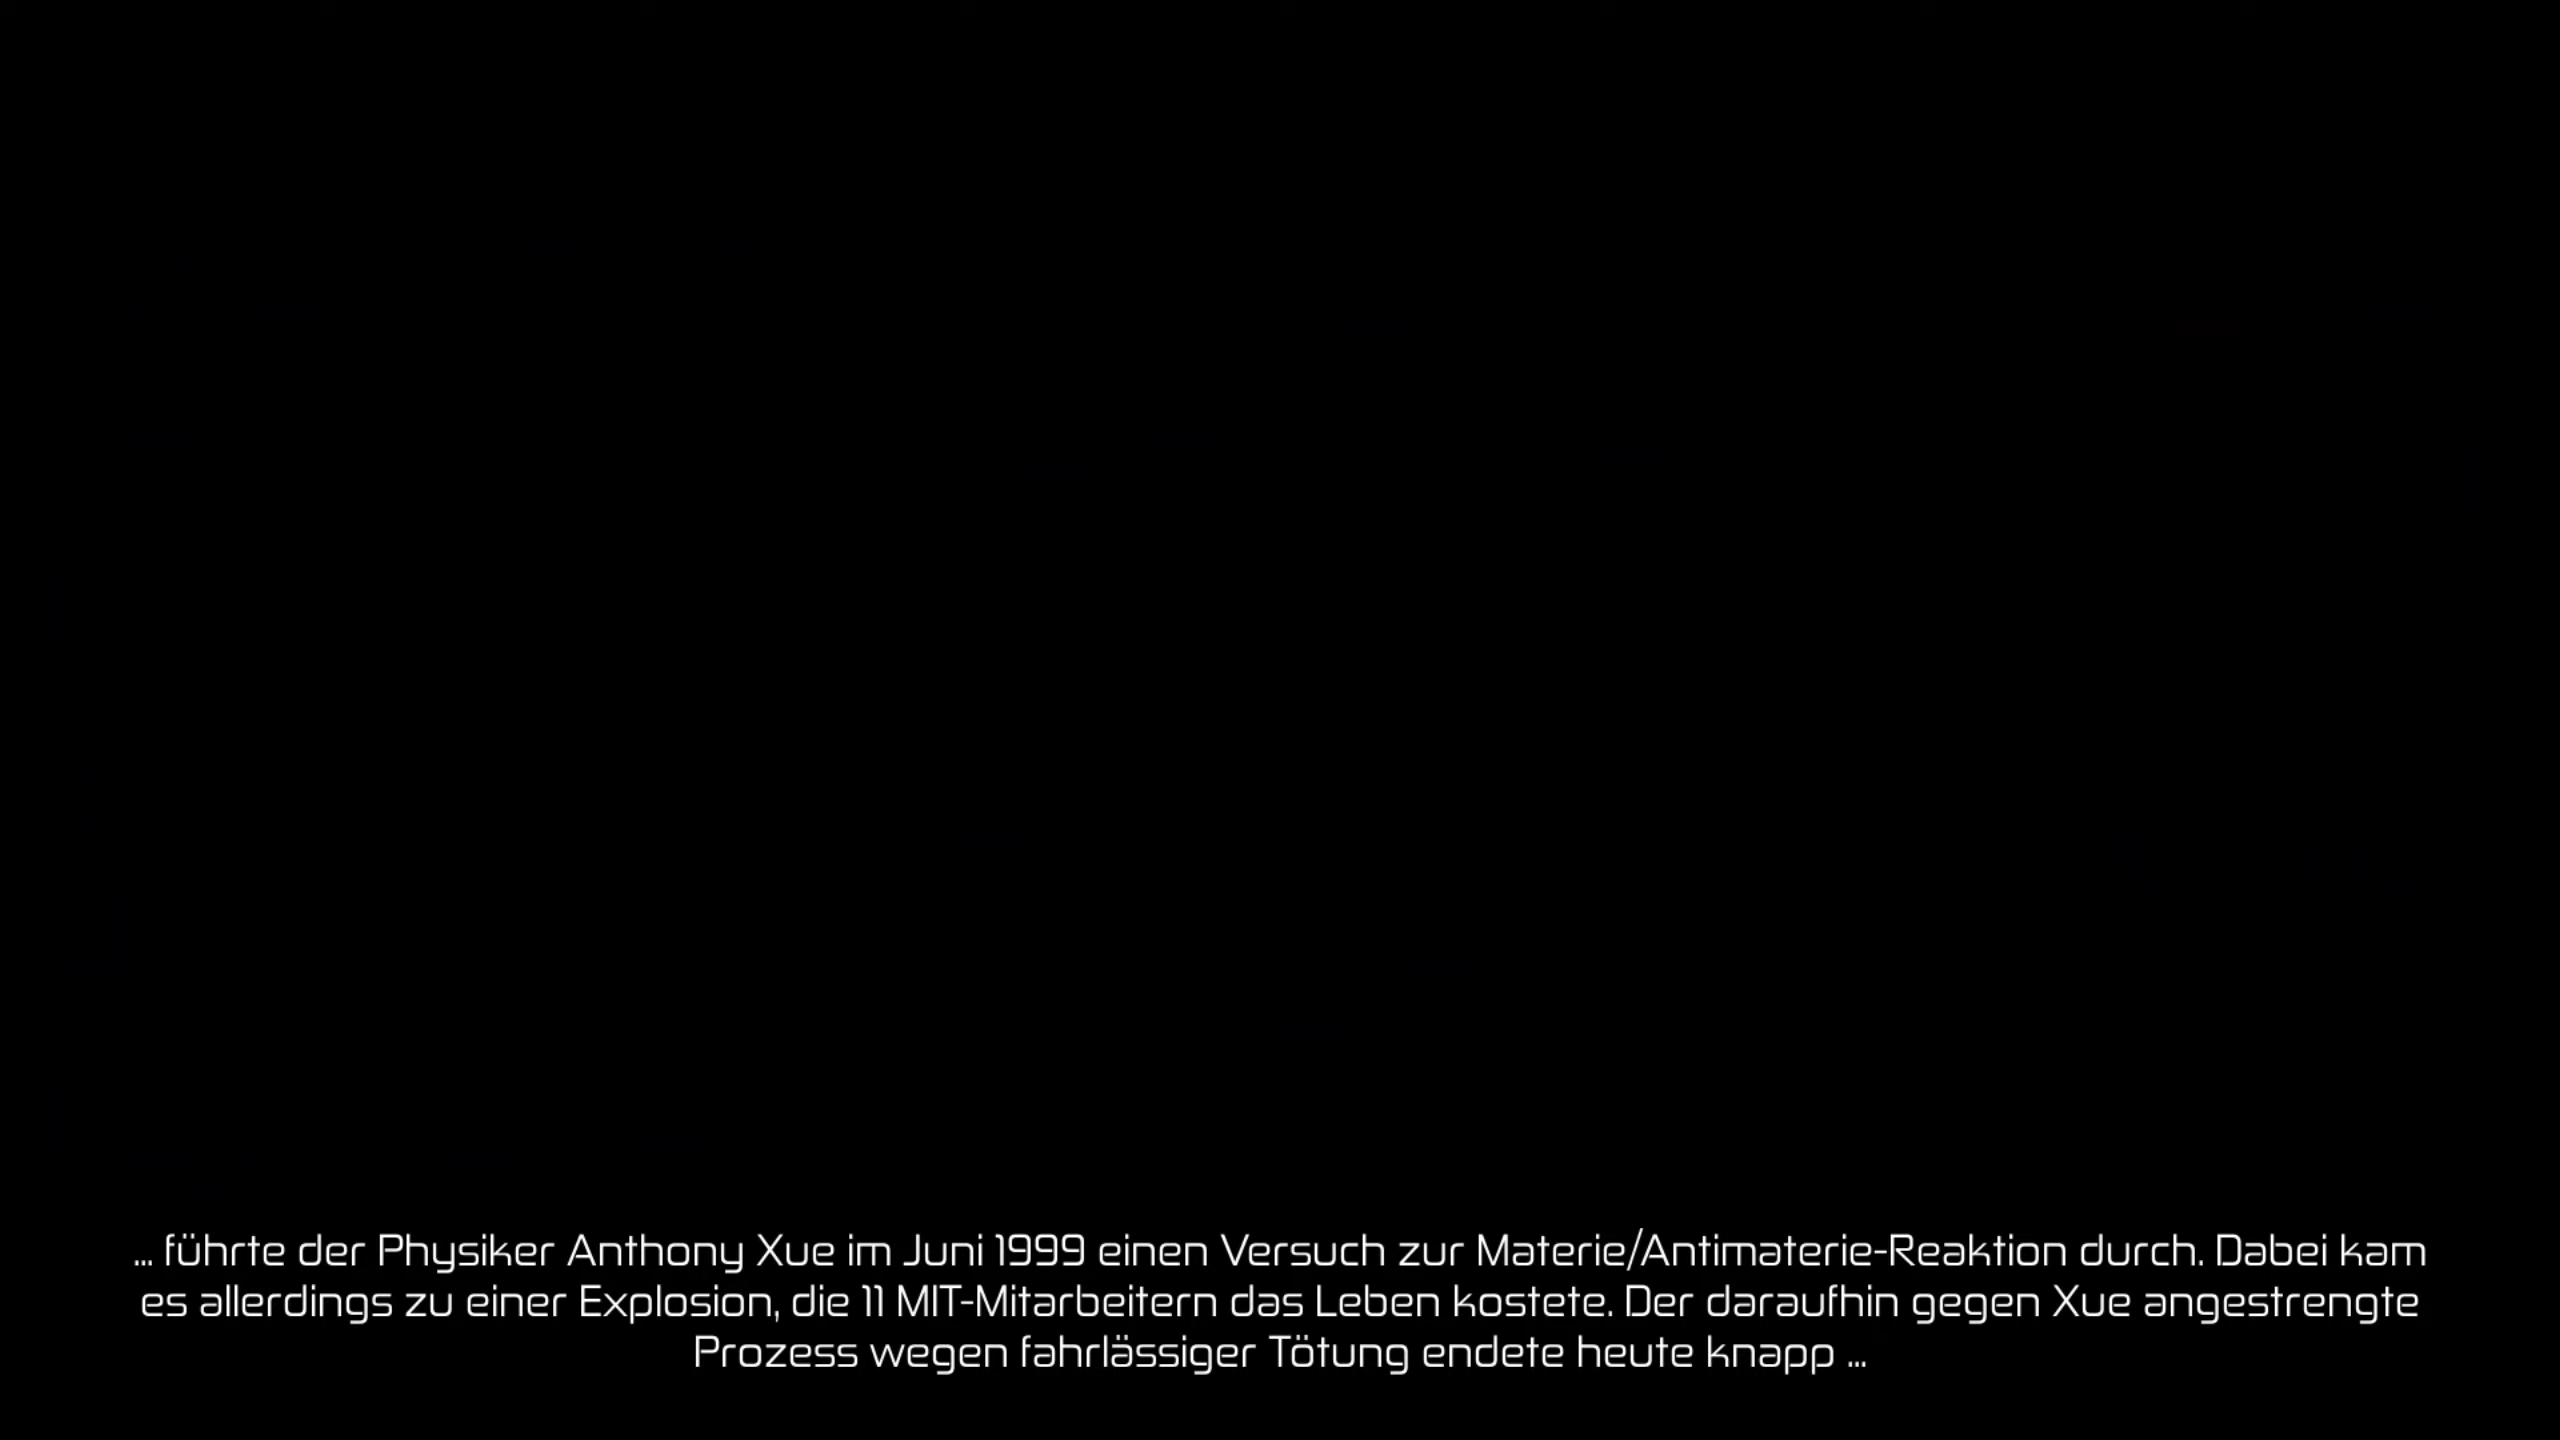 ... führte der Physiker Anthony Xue im Juni 1999 einen Versuch zur Materie/Antimaterie-Reaktion durch. Dabei kam
es allerdings zu einer Explosion, die 11 MIT-Mitarbeitern das Leben kostete. Der daraufhin gegen Xue angestrengte
Prozess wegen fahrlässiger Tötung endete heute knapp ...